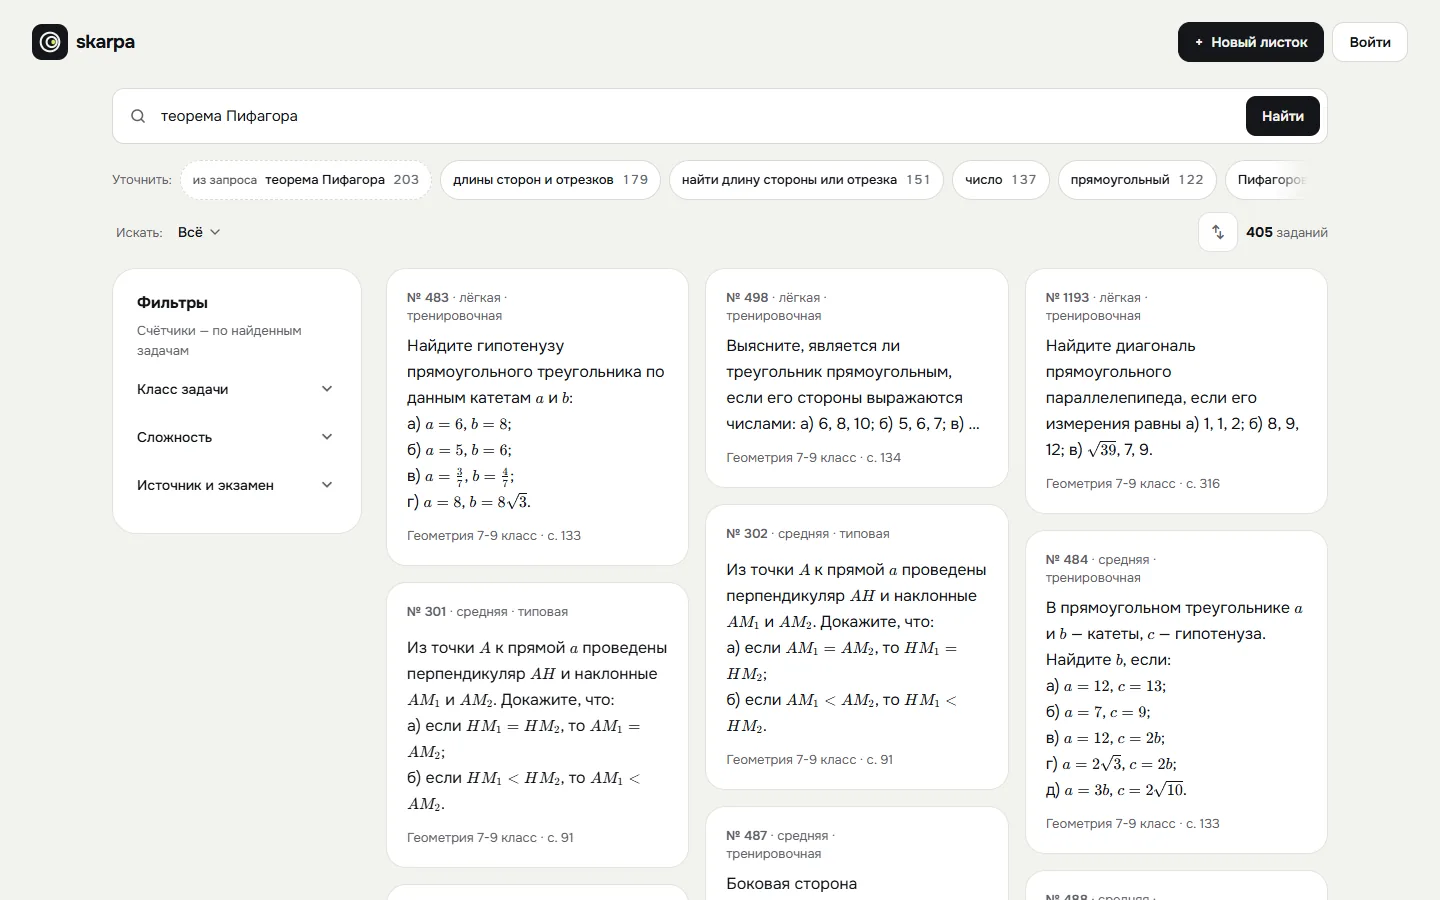 skarpa
+ Новый листок
Войти
теорема Пифагора
Найти
Уточнить:
из запроса теорема Пифагора 203
длины сторон и отрезков 179
найти длину стороны или отрезка 151
число 137
прямоугольный 122
Пифагоров
Искать: Всё
405 заданий
Фильтры
Счётчики — по найденным
задачам
Класс задачи
Сложность
Источник и экзамен
№ 483 · лёгкая ·
тренировочная
Найдите гипотенузу
прямоугольного треугольника по
данным катетам a и b:
а) a = 6, b = 8;
б) a = 5, b = 6;
в) a = 3/7, b = 4/7;
г) a = 8, b = 8√3.
Геометрия 7-9 класс · с. 133
№ 301 · средняя · типовая
Из точки A к прямой a проведены
перпендикуляр AH и наклонные
AM₁ и AM₂. Докажите, что:
а) если HM₁ = HM₂, то AM₁ =
AM₂;
б) если HM₁ < HM₂, то AM₁ <
AM₂.
Геометрия 7-9 класс · с. 91
№ 498 · лёгкая ·
тренировочная
Выясните, является ли
треугольник прямоугольным,
если его стороны выражаются
числами: а) 6, 8, 10; б) 5, 6, 7; в) ...
Геометрия 7-9 класс · с. 134
№ 302 · средняя · типовая
Из точки A к прямой a проведены
перпендикуляр AH и наклонные
AM₁ и AM₂. Докажите, что:
а) если AM₁ = AM₂, то HM₁ =
HM₂;
б) если AM₁ < AM₂, то HM₁ <
HM₂.
Геометрия 7-9 класс · с. 91
№ 487 · средняя ·
тренировочная
Боковая сторона
№ 1193 · лёгкая ·
тренировочная
Найдите диагональ
прямоугольного
параллелепипеда, если его
измерения равны а) 1, 1, 2; б) 8, 9,
12; в) √39, 7, 9.
Геометрия 7-9 класс · с. 316
№ 484 · средняя ·
тренировочная
В прямоугольном треугольнике a
и b — катеты, c — гипотенуза.
Найдите b, если:
а) a = 12, c = 13;
б) a = 7, c = 9;
в) a = 12, c = 2b;
г) a = 2√3, c = 2b;
д) a = 3b, c = 2√10.
Геометрия 7-9 класс · с. 133
№ 488 · средняя ·